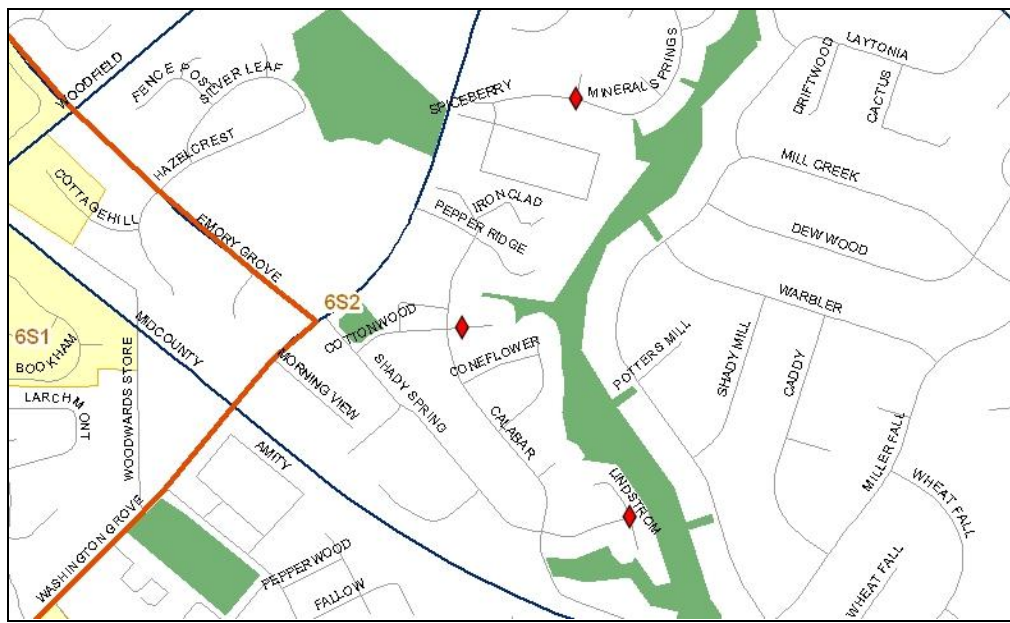 LAYTONIA
WOODFIELD
FENCE POST
SILVER LEAF
SPICEBERRY
MINERAL SPRINGS
DRIFTWOOD
CACTUS
HAZELCREST
MILL CREEK
COTTAGEHILL
IRONCLAD
PEPPER RIDGE
EMORY GROVE
DEWWOOD
WARBLER
6S2
6S1
BOOKHAM
MIDCOUNTY
COTTONWOOD
CONEFLOWER
POTTERS MILL
SHADY MILL
CADDY
MORNING VIEW
SHADY SPRING
WOODWARDS STORE
LARCHMONT
CALABAR
AMITY
MILLER FALL
WHEAT FALL
LINDSTROM
WASHINGTON GROVE
PEPPERWOOD
FALLOW
WHEAT FALL